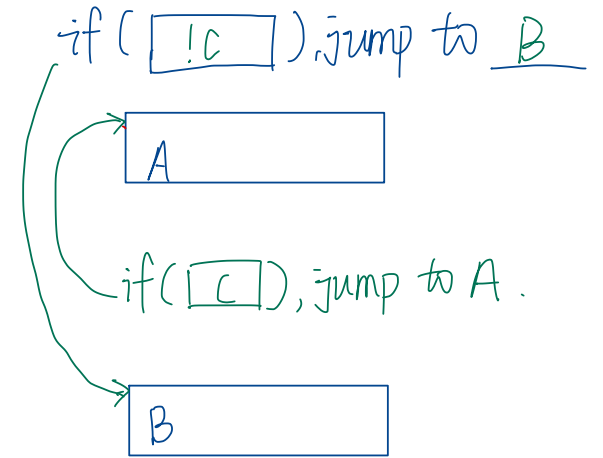 if ( !C ), jump to B
A
if ( C ), jump to A.
B